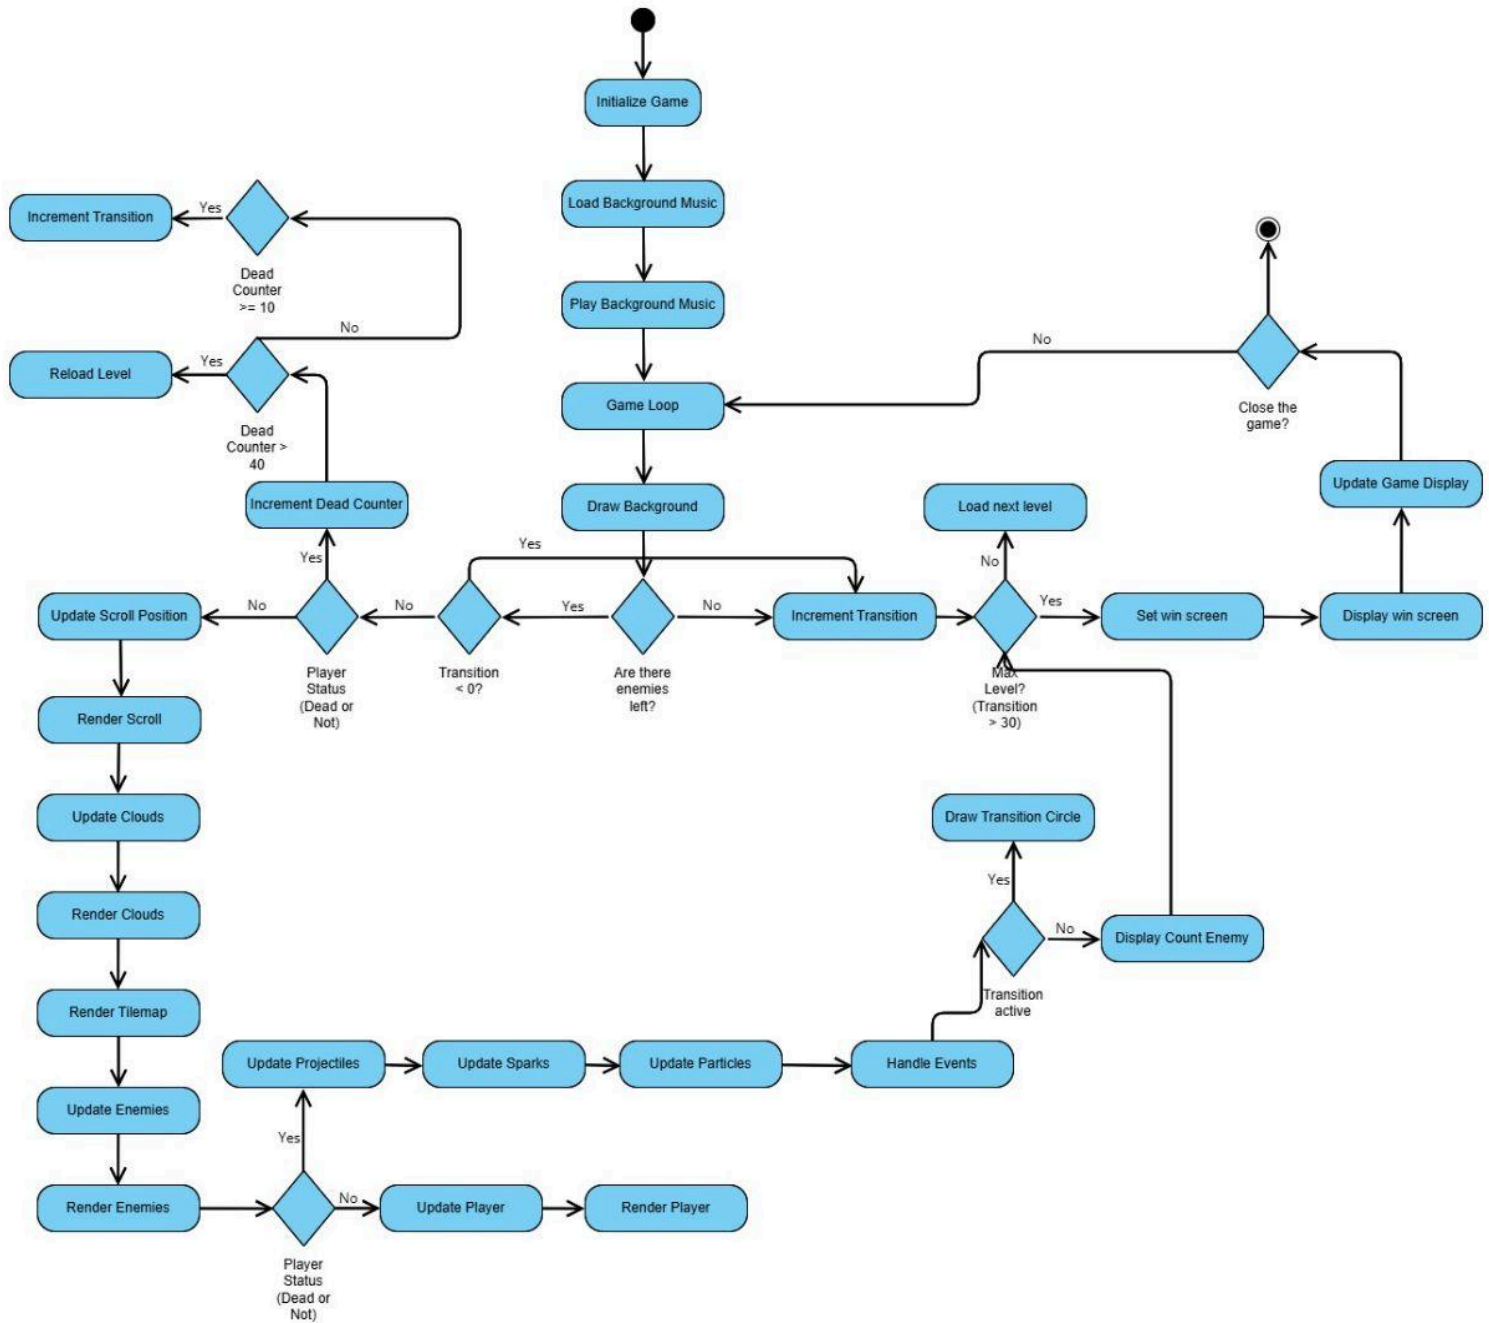 Initialize Game
Load Background Music
Play Background Music
Game Loop
Draw Background
Increment Transition
Yes
Dead
Counter
>= 10
No
Reload Level
Yes
Dead
Counter >
40
Increment Dead Counter
Yes
No
Close the
game?
Update Game Display
Load next level
No
Yes
Update Scroll Position
No
Player
Status
(Dead or
Not)
No
Transition
< 0?
Yes
Are there
enemies
left?
No
Increment Transition
Max
Level?
(Transition
> 30)
Yes
Set win screen
Display win screen
Render Scroll
Update Clouds
Render Clouds
Render Tilemap
Update Enemies
Render Enemies
Player
Status
(Dead or
Not)
Yes
No
Update Player
Render Player
Update Projectiles
Update Sparks
Update Particles
Handle Events
Transition
active
Yes
Draw Transition Circle
No
Display Count Enemy